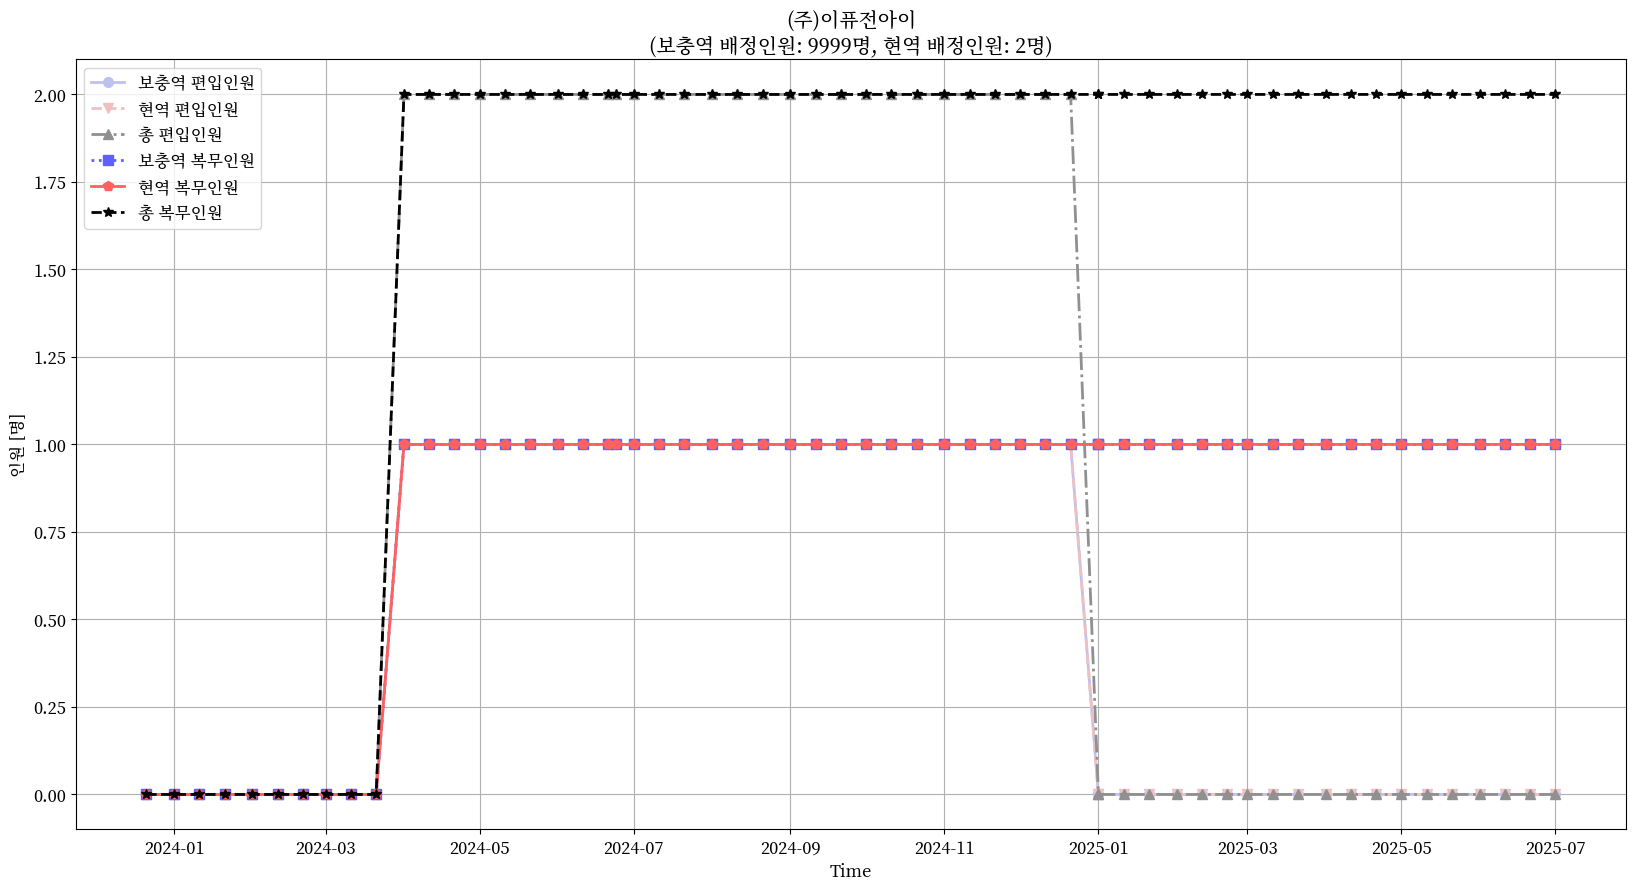 (주)이퓨전아이
(보충역 배정인원: 9999명, 현역 배정인원: 2명)
보충역 편입인원
현역 편입인원
총 편입인원
보충역 복무인원
현역 복무인원
총 복무인원
2.00
1.75
1.50
1.25
1.00
0.75
0.50
0.25
0.00
인원 [명]
2024-01
2024-03
2024-05
2024-07
2024-09
2024-11
2025-01
2025-03
2025-05
2025-07
Time